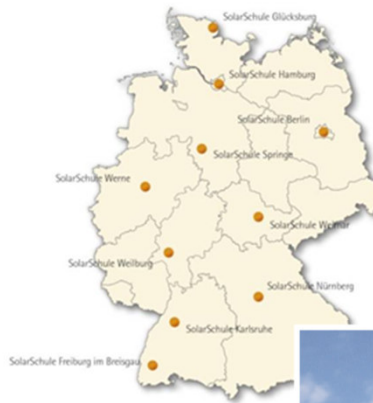 SolarSchule Glücksburg
SolarSchule Hamburg
SolarSchule Berlin
SolarSchule Springe
SolarSchule Werne
SolarSchule Weimar
SolarSchule Weilburg
SolarSchule Nürnberg
SolarSchule Karlsruhe
SolarSchule Freiburg im Breisgau